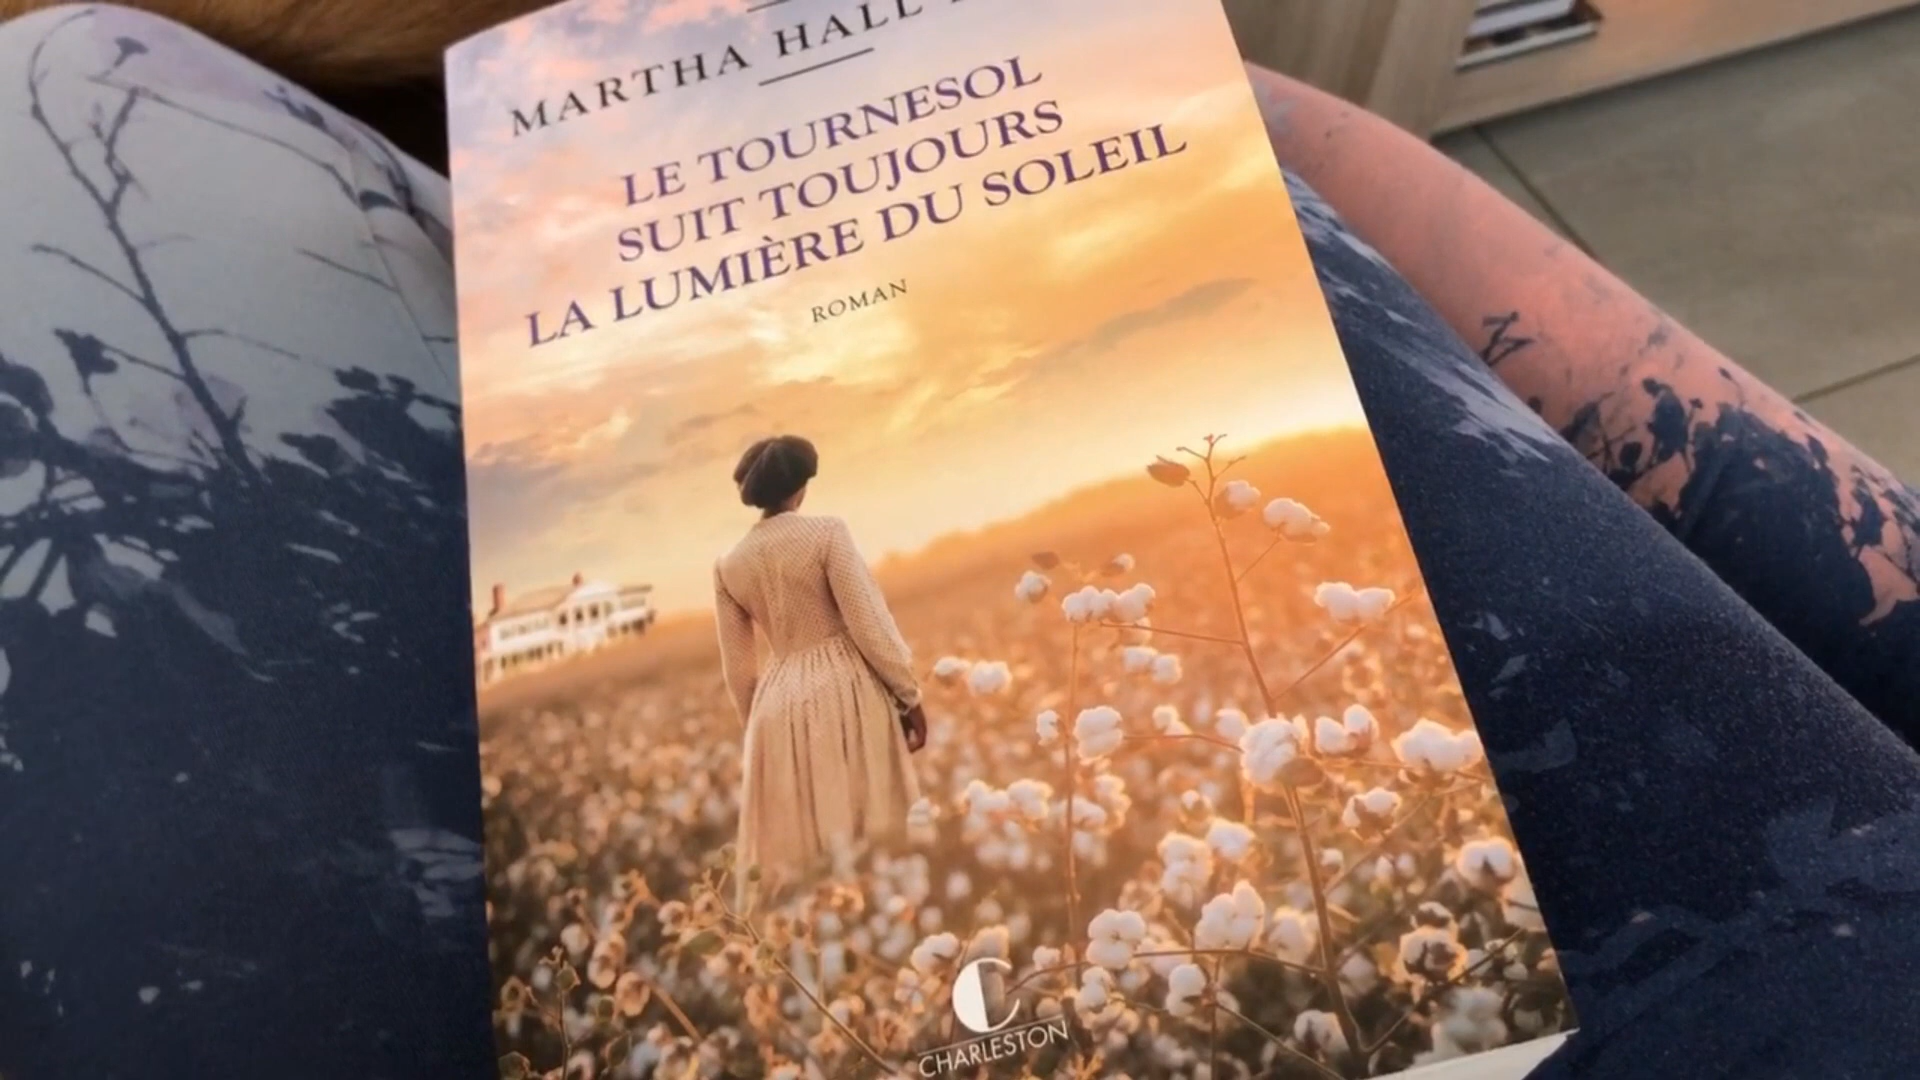 MARTHA HALL
LE TOURNESOL
SUIT TOUJOURS
LA LUMIÈRE DU SOLEIL
ROMAN
CHARLESTON